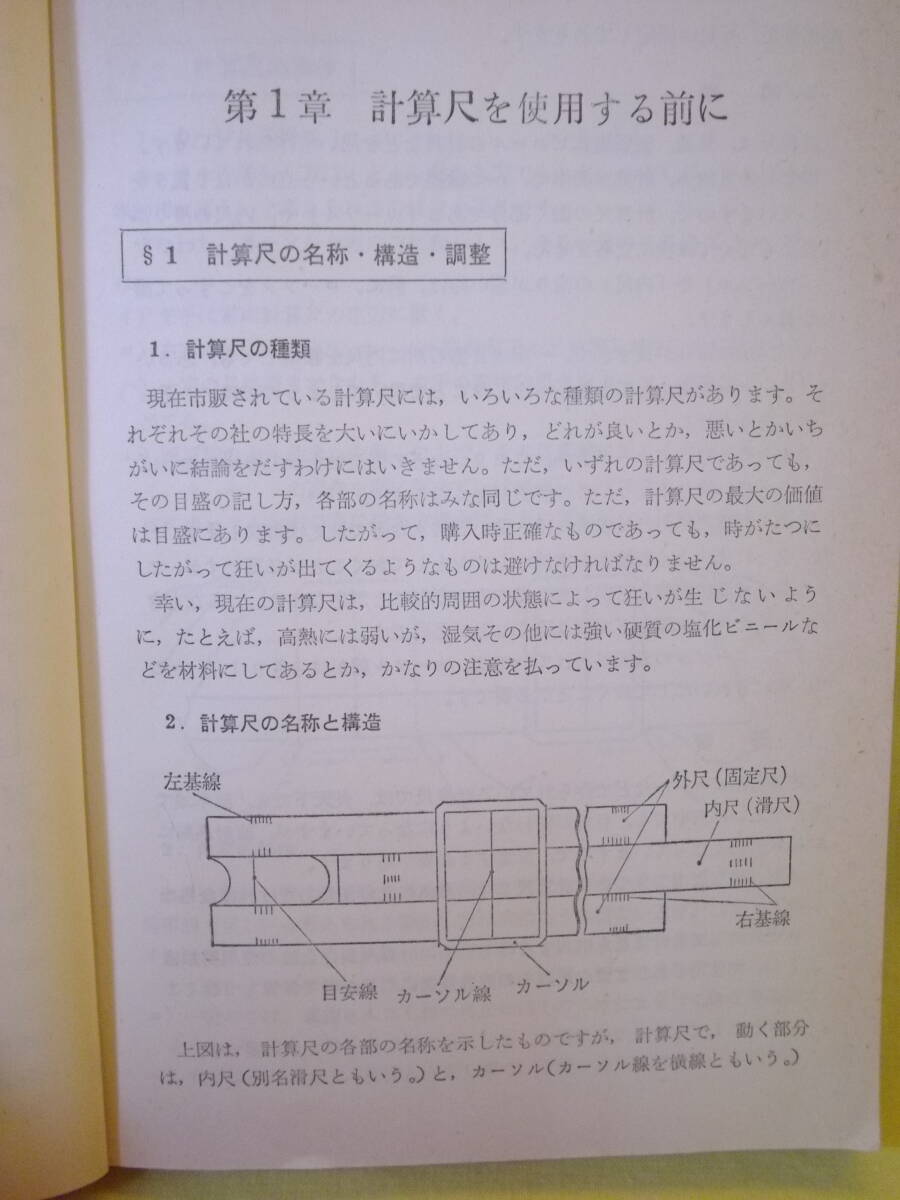 第1章 計算尺を使用する前に
§1 計算尺の名称・構造・調整
1. 計算尺の種類
現在市販されている計算尺には，いろいろな種類の計算尺があります。そ
れぞれその社の特長を大いにいかしてあり，どれが良いとか，悪いとかいち
がいに結論をだすわけにはいきません。ただ，いずれの計算尺であっても，
その目盛の記し方，各部の名称はみな同じです。ただ，計算尺の最大の価値
は目盛にあります。したがって，購入時正確なものであっても，時がたつに
したがって狂いが出てくるようなものは避けなければなりません。
幸い，現在の計算尺は，比較的周囲の状態によって狂いが生じないよう
に，たとえば，高熱には弱いが，湿気その他には強い硬質の塩化ビニールな
どを材料にしてあるとか，かなりの注意を払っています。
2. 計算尺の名称と構造
左基線
外尺（固定尺）
内尺（滑尺）
右基線
目安線
カーソル線
カーソル
上図は，計算尺の各部の名称を示したものですが，計算尺で，動く部分
は，内尺（別名滑尺ともいう。）と，カーソル（カーソル線を横線ともいう。）